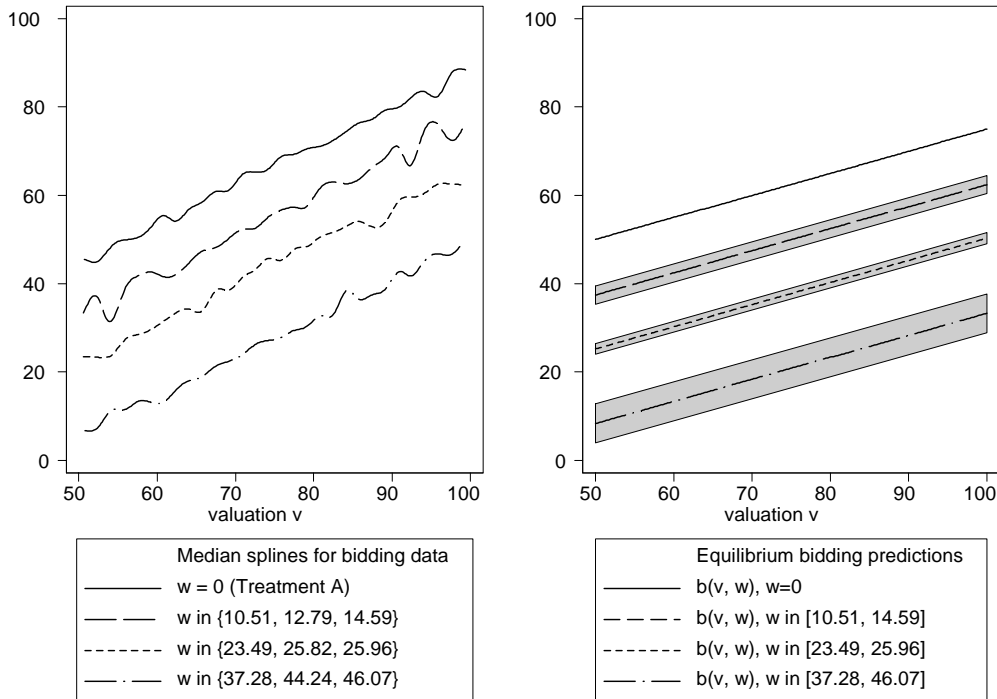 100
80
60
40
20
0
50 60 70 80 90 100
valuation v
Median splines for bidding data
w = 0 (Treatment A)
w in {10.51, 12.79, 14.59}
w in {23.49, 25.82, 25.96}
w in {37.28, 44.24, 46.07}
100
80
60
40
20
0
50 60 70 80 90 100
valuation v
Equilibrium bidding predictions
b(v, w), w=0
b(v, w), w in [10.51, 14.59]
b(v, w), w in [23.49, 25.96]
b(v, w), w in [37.28, 46.07]